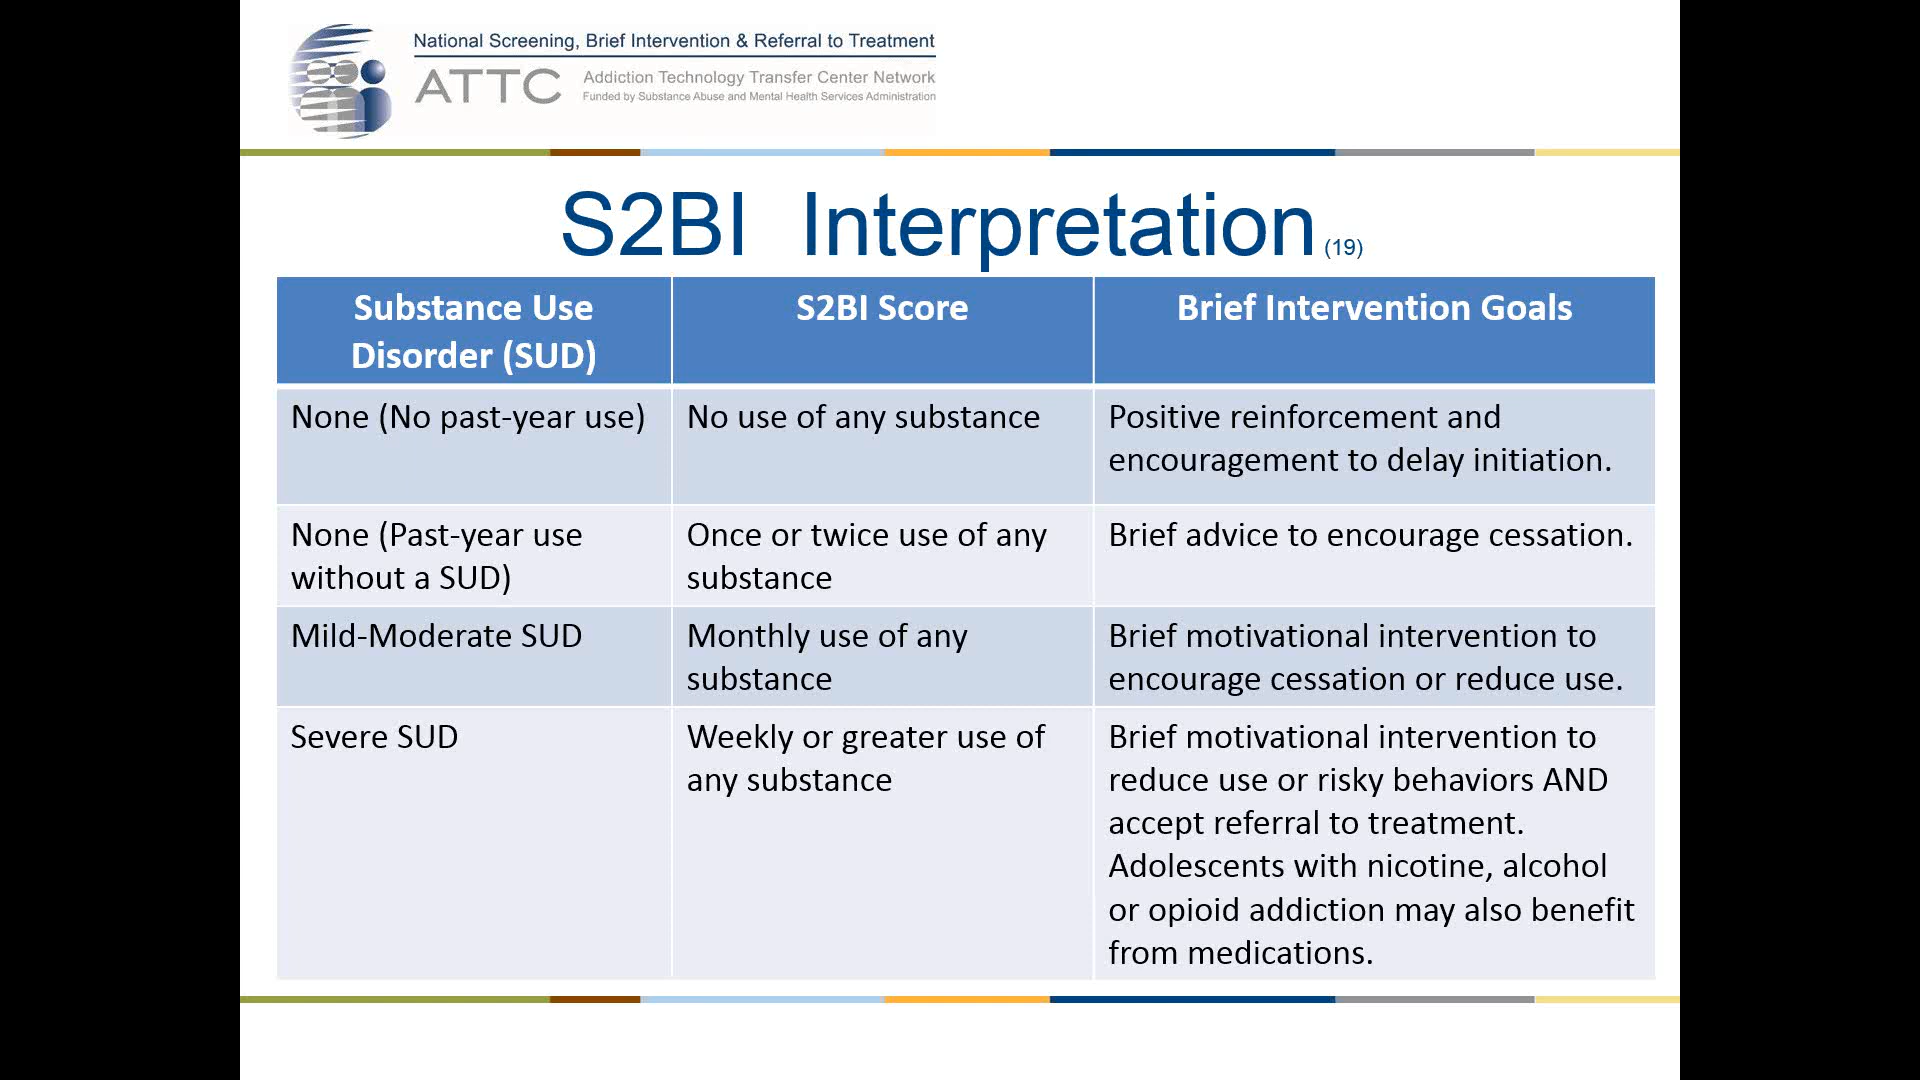 National Screening, Brief Intervention & Referral to Treatment
ATTC
Addiction Technology Transfer Center Network
Funded by Substance Abuse and Mental Health Services Administration
S2BI Interpretation (19)
Substance Use
Disorder (SUD)
S2BI Score
Brief Intervention Goals
None (No past-year use)
No use of any substance
Positive reinforcement and
encouragement to delay initiation.
None (Past-year use
without a SUD)
Once or twice use of any
substance
Brief advice to encourage cessation.
Mild-Moderate SUD
Monthly use of any
substance
Brief motivational intervention to
encourage cessation or reduce use.
Severe SUD
Weekly or greater use of
any substance
Brief motivational intervention to
reduce use or risky behaviors AND
accept referral to treatment.
Adolescents with nicotine, alcohol
or opioid addiction may also benefit
from medications.